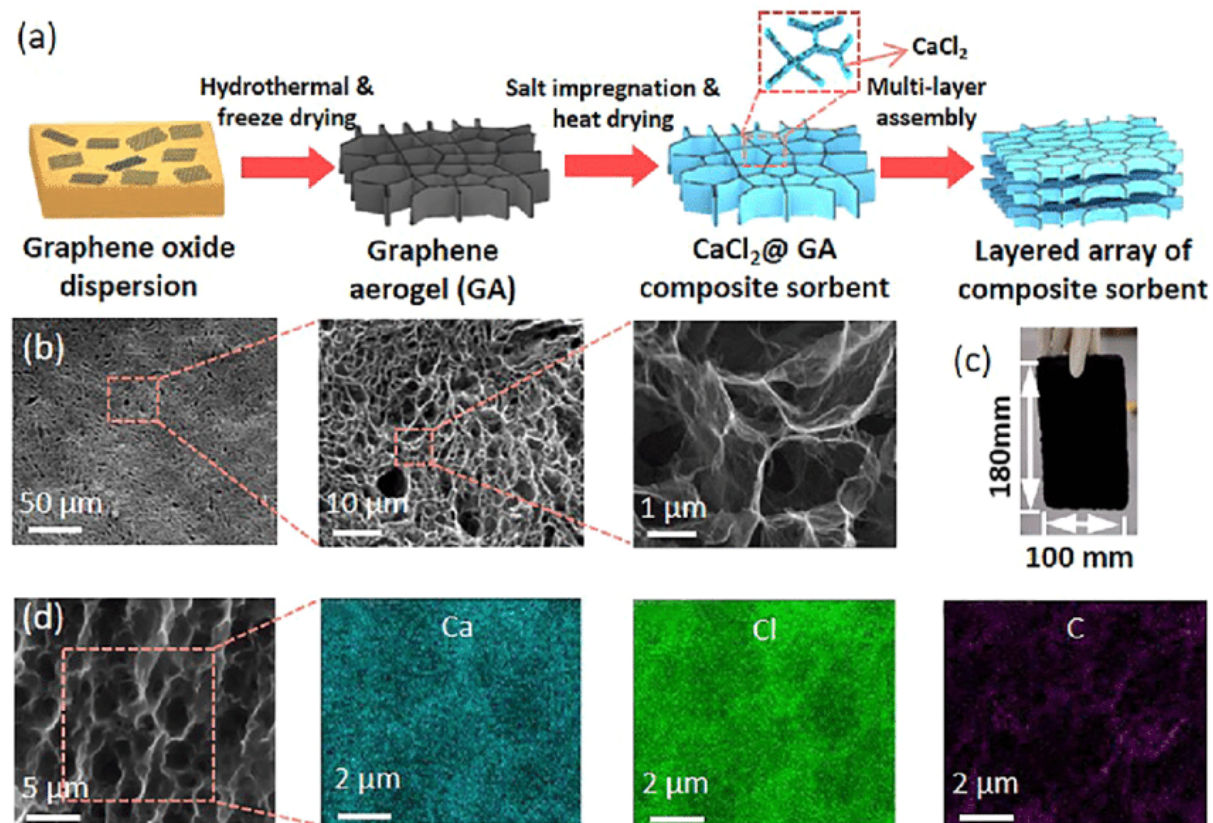 (a)
Hydrothermal &
freeze drying
Salt impregnation &
heat drying
CaCl₂
Multi-layer
assembly
Graphene oxide
dispersion
Graphene
aerogel (GA)
CaCl₂@ GA
composite sorbent
Layered array of
composite sorbent
(b)
50 μm
10 μm
1 μm
(c)
180mm
100 mm
(d)
5 μm
Ca
2 μm
Cl
2 μm
C
2 μm